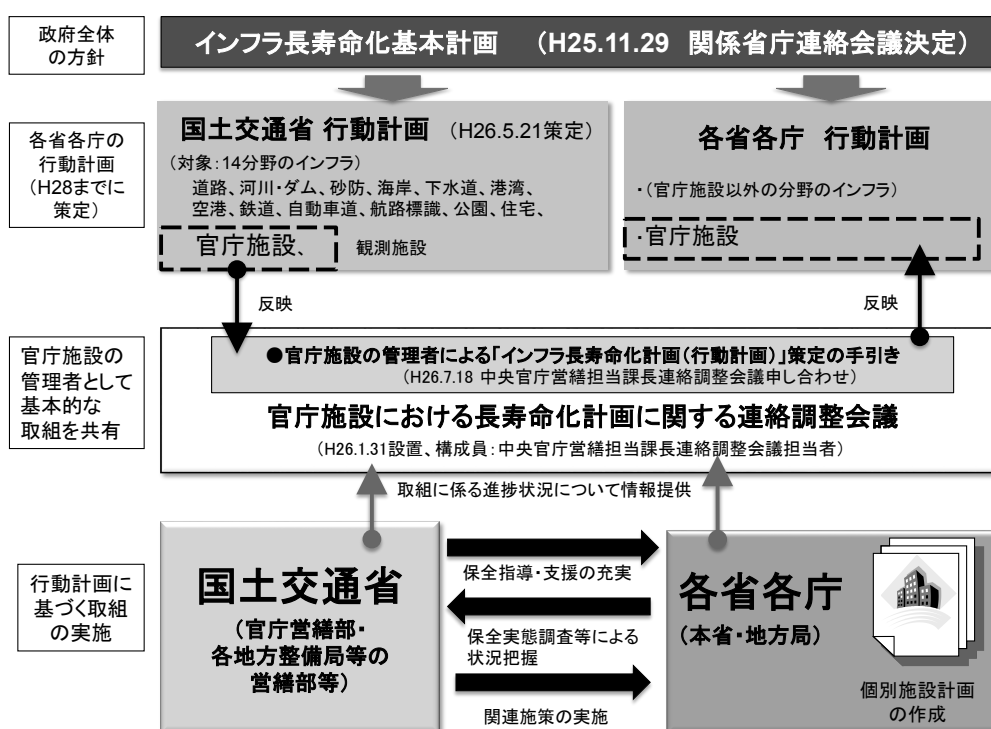 政府全体
の方針
インフラ長寿命化基本計画 （H25.11.29 関係省庁連絡会議決定）
各省各庁の
行動計画
（H28までに
策定）
国土交通省 行動計画 （H26.5.21策定）
（対象：14分野のインフラ）
道路、河川・ダム、砂防、海岸、下水道、港湾、
空港、鉄道、自動車道、航路標識、公園、住宅、
官庁施設、 観測施設
各省各庁 行動計画
・（官庁施設以外の分野のインフラ）
・官庁施設
反映
反映
官庁施設の
管理者として
基本的な
取組を共有
●官庁施設の管理者による「インフラ長寿命化計画（行動計画）」策定の手引き
（H26.7.18 中央官庁営繕担当課長連絡調整会議申し合わせ）
官庁施設における長寿命化計画に関する連絡調整会議
（H26.1.31設置、構成員：中央官庁営繕担当課長連絡調整会議担当者）
取組に係る進捗状況について情報提供
行動計画に
基づく取組
の実施
国土交通省
（官庁営繕部・
各地方整備局等の
営繕部等）
保全指導・支援の充実
保全実態調査等による
状況把握
関連施策の実施
各省各庁
（本省・地方局）
個別施設計画
の作成